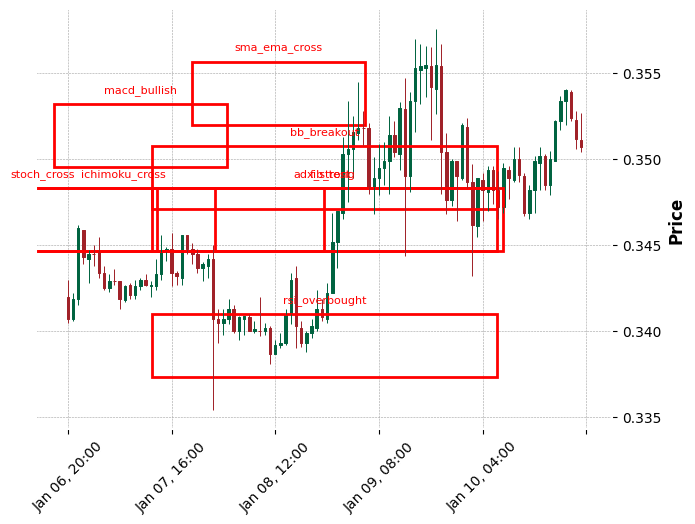 sma_ema_cross
macd_bullish
bb_breakout
stoch_cross ichimoku_cross
rsi_overbought
0.355
0.350
0.345
0.340
0.335
Price
Jan 06, 20:00
Jan 07, 16:00
Jan 08, 12:00
Jan 09, 08:00
Jan 10, 04:00